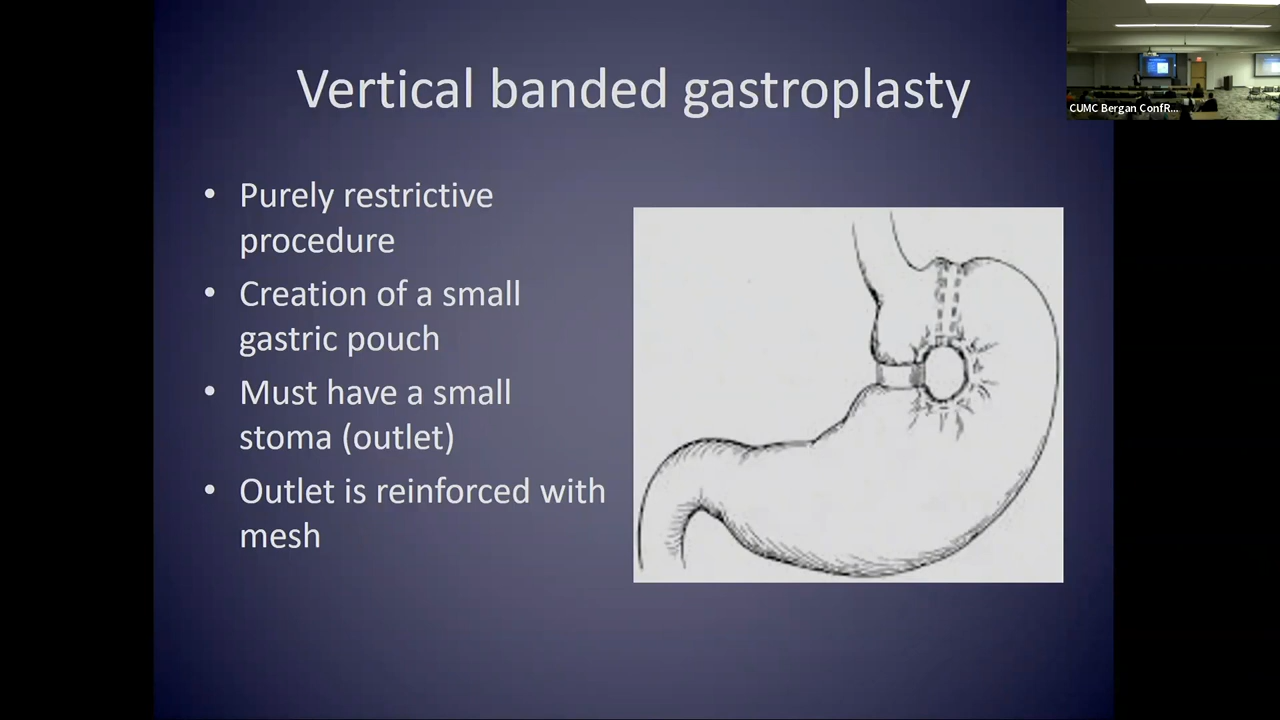 Vertical banded gastroplasty
CUMC Bergan ConfR...
• Purely restrictive
procedure
• Creation of a small
gastric pouch
• Must have a small
stoma (outlet)
• Outlet is reinforced with
mesh